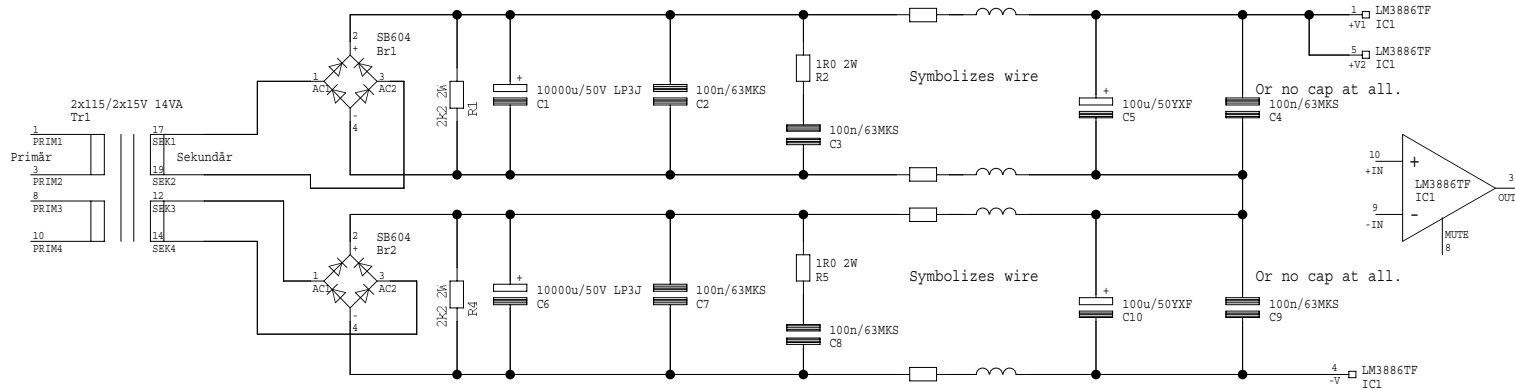 1 LM3886TF
+V1 IC1
5 LM3886TF
+V2 IC1
2 SB604
+ Br1
1 3
AC1 AC2
-
4
2x115/2x15V 14VA
Tr1
1 17
PRIM1 SEK1
Primär Sekundär
3 19
PRIM2 SEK2
8 12
PRIM3 SEK3
10 14
PRIM4 SEK4
2k2 2W
R1
+
10000u/50V LP3J
C1
100n/63MKS
C2
1R0 2W
R2
100n/63MKS
C3
Symbolizes wire
+
100u/50YXF
C5
Or no cap at all.
100n/63MKS
C4
10
+IN
+
LM3886TF
IC1
3
OUT
9
-IN
-
MUTE
8
2 SB604
+ Br2
1 3
AC1 AC2
-
4
2k2 2W
R4
+
10000u/50V LP3J
C6
100n/63MKS
C7
1R0 2W
R5
100n/63MKS
C8
Symbolizes wire
+
100u/50YXF
C10
Or no cap at all.
100n/63MKS
C9
4 LM3886TF
-V IC1